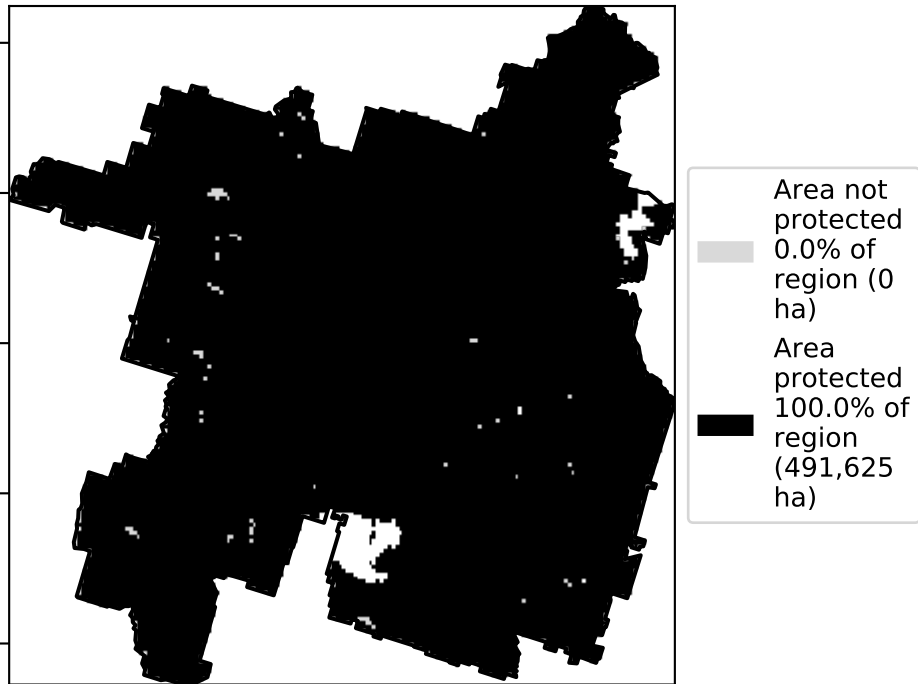 Area not
protected
0.0% of
region (0
ha)
Area
protected
100.0% of
region
(491,625
ha)